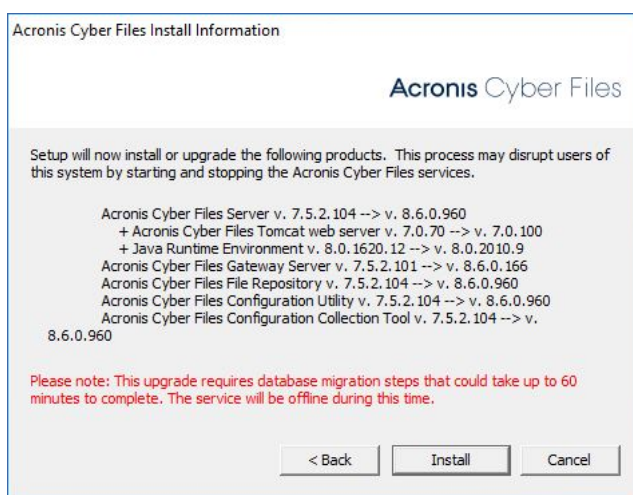 Acronis Cyber Files Install Information
Acronis Cyber Files
Setup will now install or upgrade the following products.  This process may disrupt users of
this system by starting and stopping the Acronis Cyber Files services.
Acronis Cyber Files Server v. 7.5.2.104 --> v. 8.6.0.960
+ Acronis Cyber Files Tomcat web server v. 7.0.70 --> v. 7.0.100
+ Java Runtime Environment v. 8.0.1620.12 --> v. 8.0.2010.9
Acronis Cyber Files Gateway Server v. 7.5.2.101 --> v. 8.6.0.166
Acronis Cyber Files File Repository v. 7.5.2.104 --> v. 8.6.0.960
Acronis Cyber Files Configuration Utility v. 7.5.2.104 --> v. 8.6.0.960
Acronis Cyber Files Configuration Collection Tool v. 7.5.2.104 --> v.
8.6.0.960
Please note: This upgrade requires database migration steps that could take up to 60
minutes to complete. The service will be offline during this time.
< Back
Install
Cancel